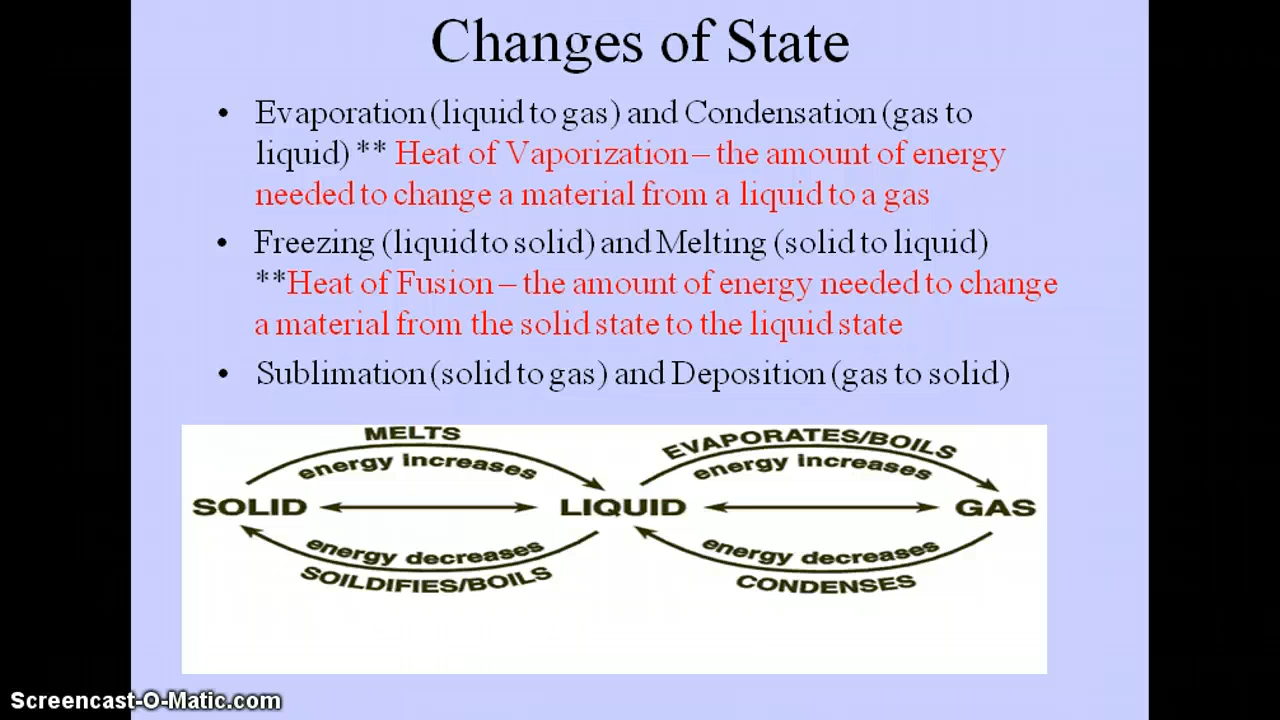 Changes of State
• Evaporation (liquid to gas) and Condensation (gas to
liquid) ** Heat of Vaporization – the amount of energy
needed to change a material from a liquid to a gas
• Freezing (liquid to solid) and Melting (solid to liquid)
**Heat of Fusion – the amount of energy needed to change
a material from the solid state to the liquid state
• Sublimation (solid to gas) and Deposition (gas to solid)
MELTS
EVAPORATES/BOILS
energy increases
energy increases
SOLID
LIQUID
GAS
energy decreases
energy decreases
SOILDIFIES/BOILS
CONDENSES
Screencast-O-Matic.com